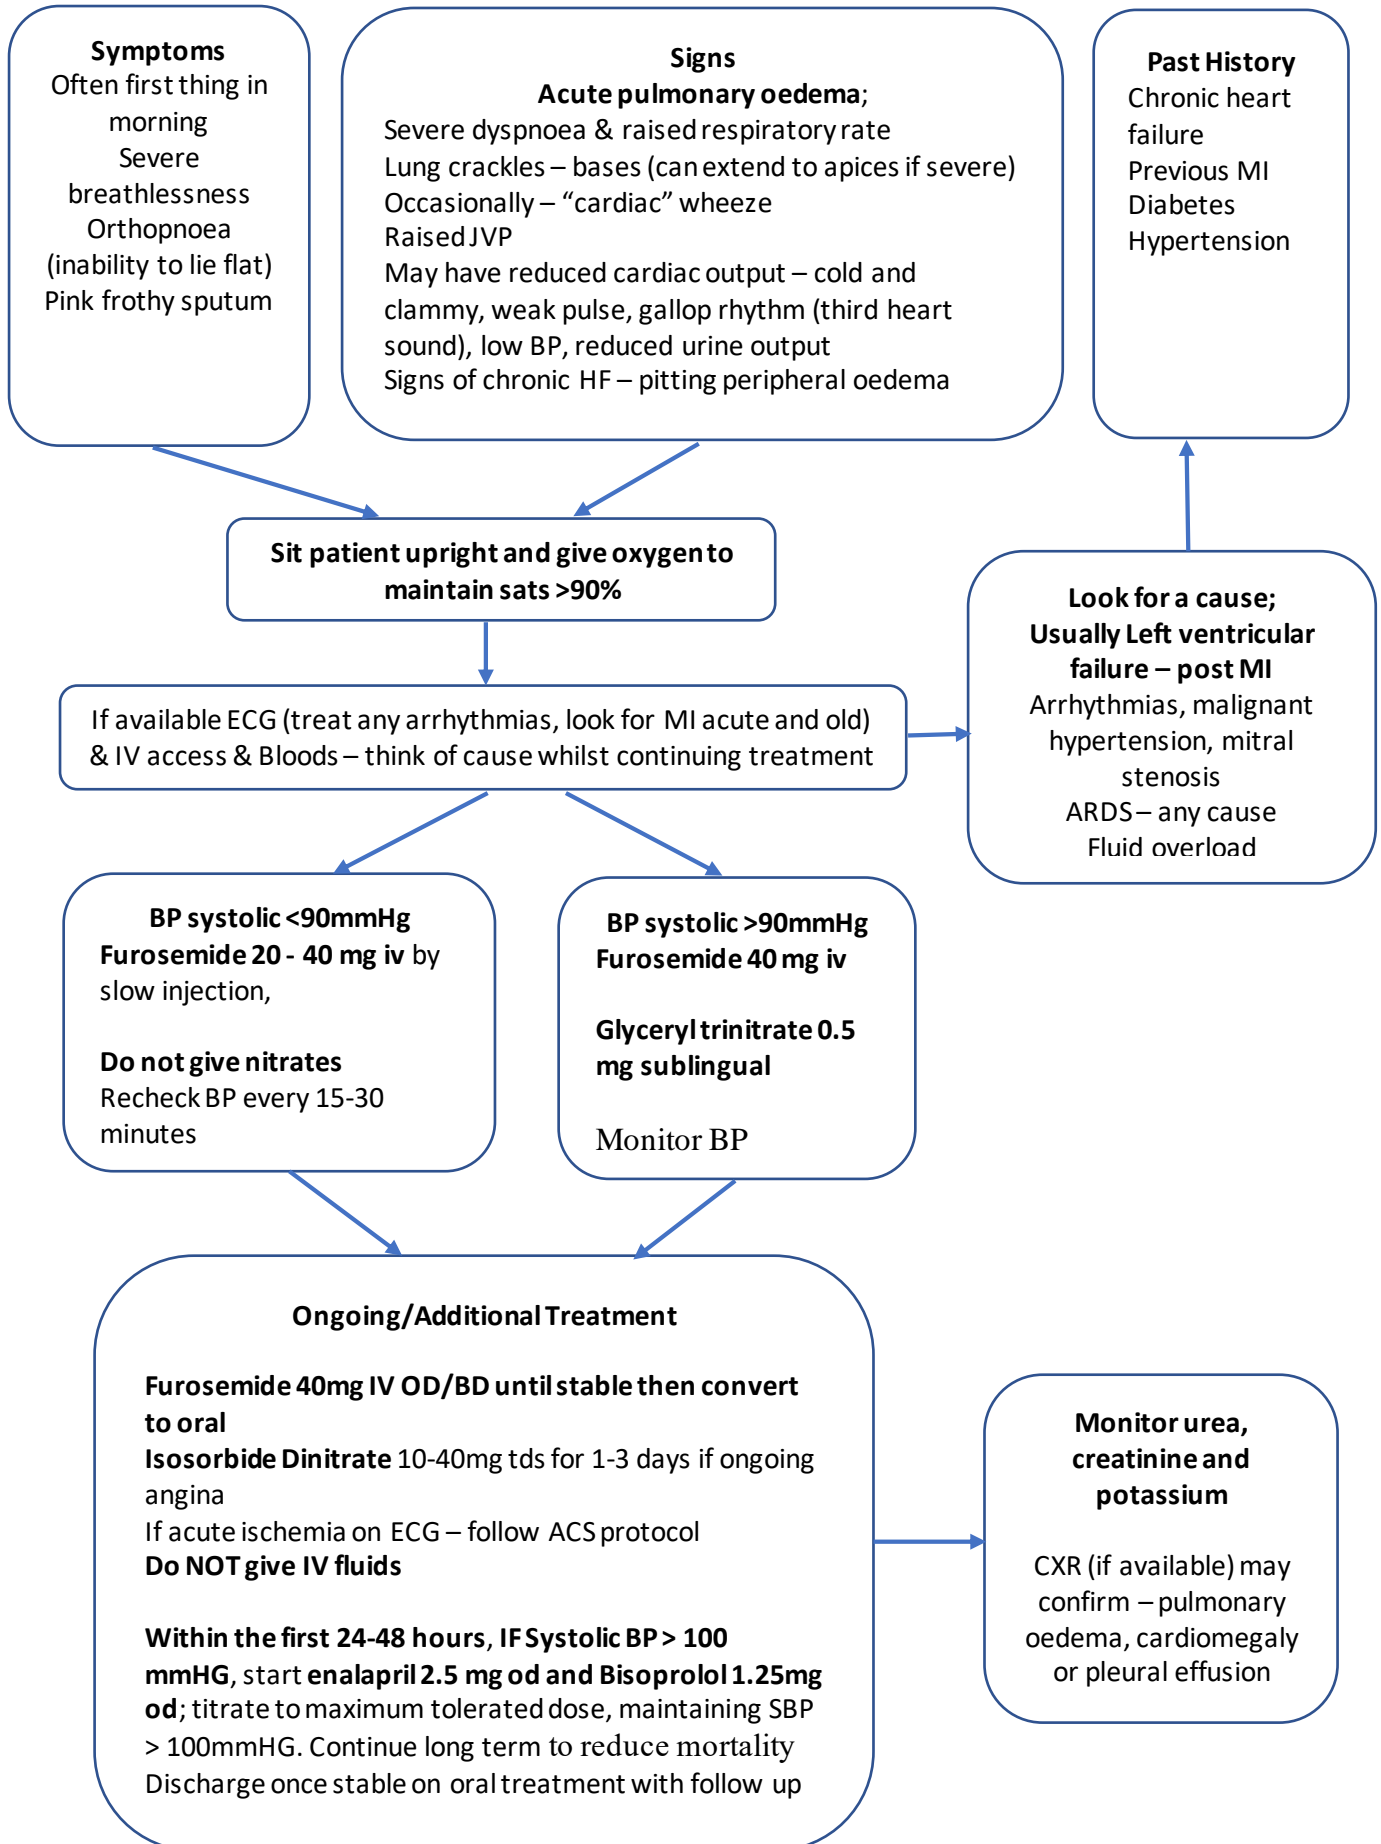 Symptoms
Often first thing in
morning
Severe
breathlessness
Orthopnoea
(inability to lie flat)
Pink frothy sputum
Signs
Acute pulmonary oedema;
Severe dyspnoea & raised respiratory rate
Lung crackles – bases (can extend to apices if severe)
Occasionally – “cardiac” wheeze
Raised JVP
May have reduced cardiac output – cold and
clammy, weak pulse, gallop rhythm (third heart
sound), low BP, reduced urine output
Signs of chronic HF – pitting peripheral oedema
Past History
Chronic heart
failure
Previous MI
Diabetes
Hypertension
Sit patient upright and give oxygen to
maintain sats >90%
If available ECG (treat any arrhythmias, look for MI acute and old)
& IV access & Bloods – think of cause whilst continuing treatment
Look for a cause;
Usually Left ventricular
failure – post MI
Arrhythmias, malignant
hypertension, mitral
stenosis
ARDS – any cause
Fluid overload
BP systolic <90mmHg
Furosemide 20 - 40 mg iv by
slow injection,
Do not give nitrates
Recheck BP every 15-30
minutes
BP systolic >90mmHg
Furosemide 40 mg iv
Glyceryl trinitrate 0.5
mg sublingual
Monitor BP
Ongoing/Additional Treatment
Furosemide 40mg IV OD/BD until stable then convert
to oral
Isosorbide Dinitrate 10-40mg tds for 1-3 days if ongoing
angina
If acute ischemia on ECG – follow ACS protocol
Do NOT give IV fluids
Within the first 24-48 hours, IF Systolic BP > 100
mmHG, start enalapril 2.5 mg od and Bisoprolol 1.25mg
od; titrate to maximum tolerated dose, maintaining SBP
> 100mmHG. Continue long term to reduce mortality
Discharge once stable on oral treatment with follow up
Monitor urea,
creatinine and
potassium
CXR (if available) may
confirm – pulmonary
oedema, cardiomegaly
or pleural effusion